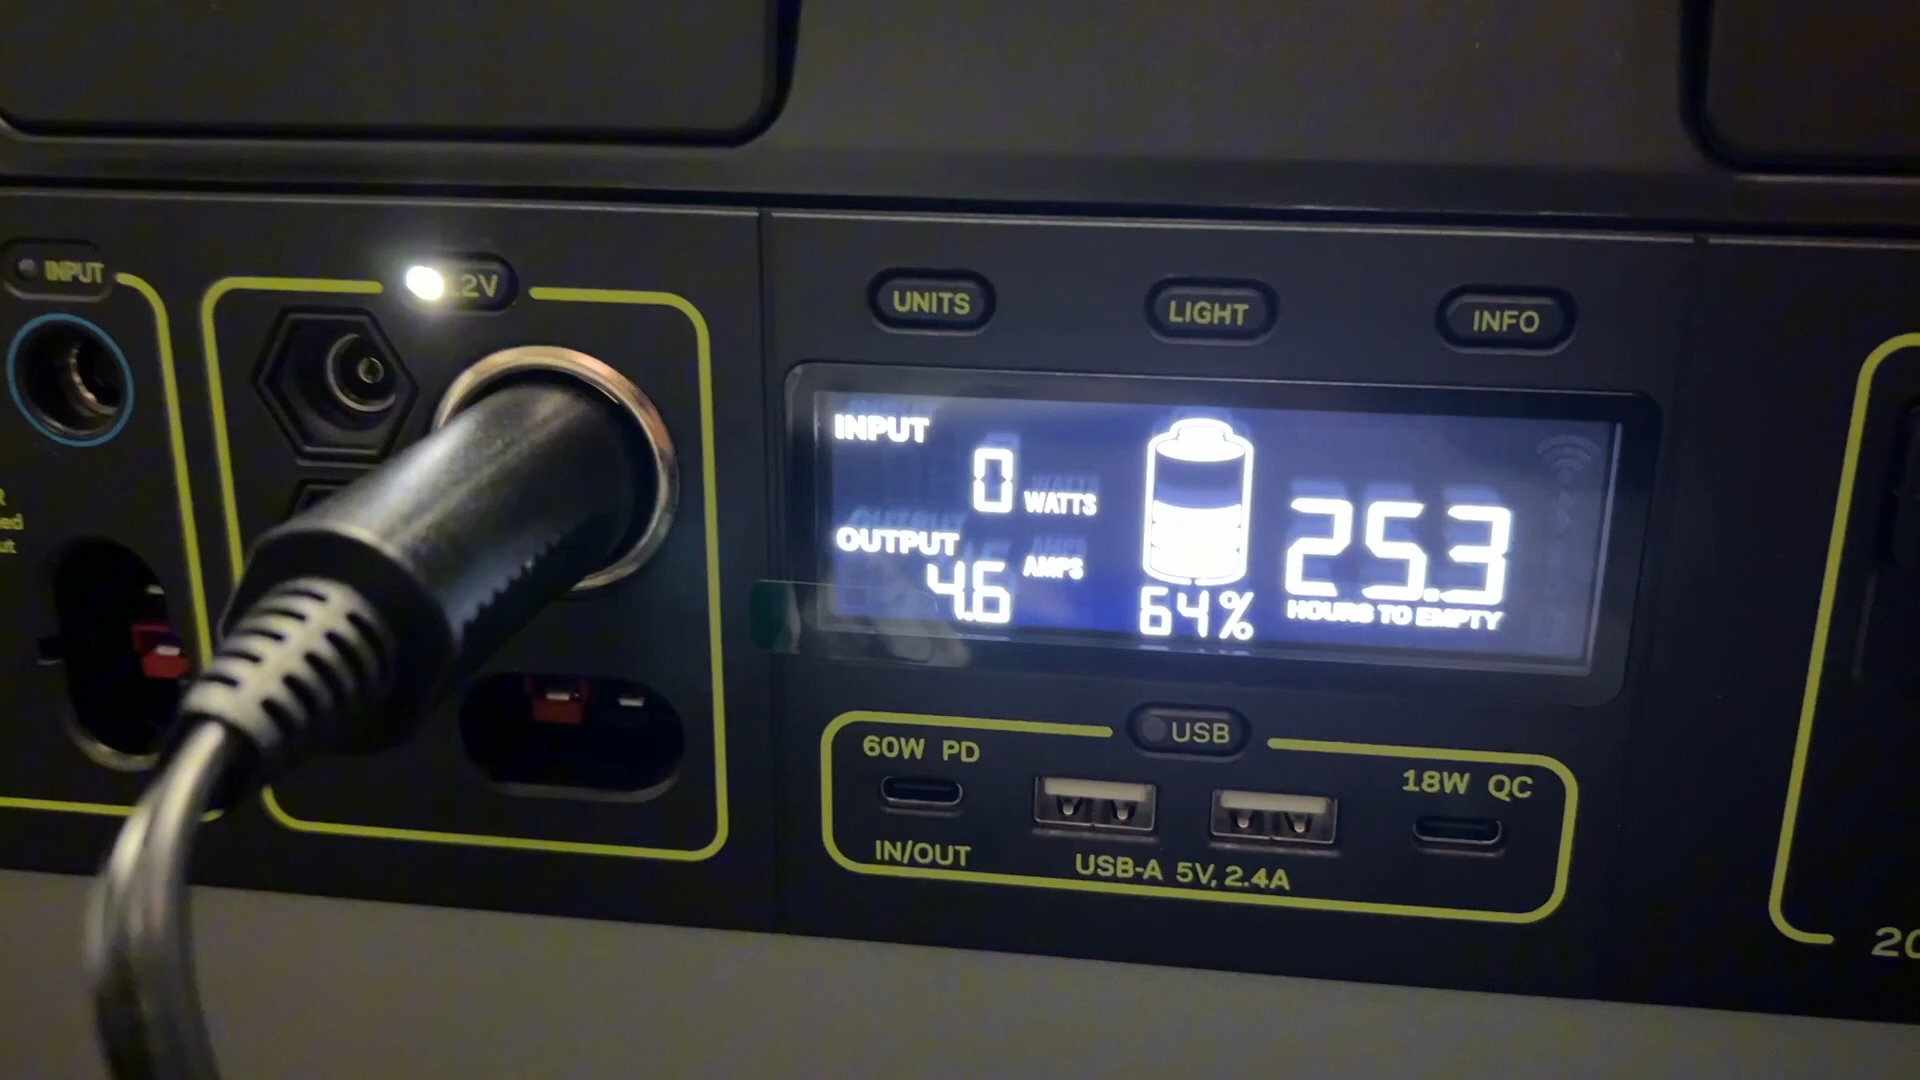 INPUT
12V
UNITS
LIGHT
INFO
INPUT
0 WATTS
OUTPUT
4.6 AMPS
64%
25.3
HOURS TO EMPTY
USB
60W PD
18W QC
IN/OUT
USB-A 5V, 2.4A